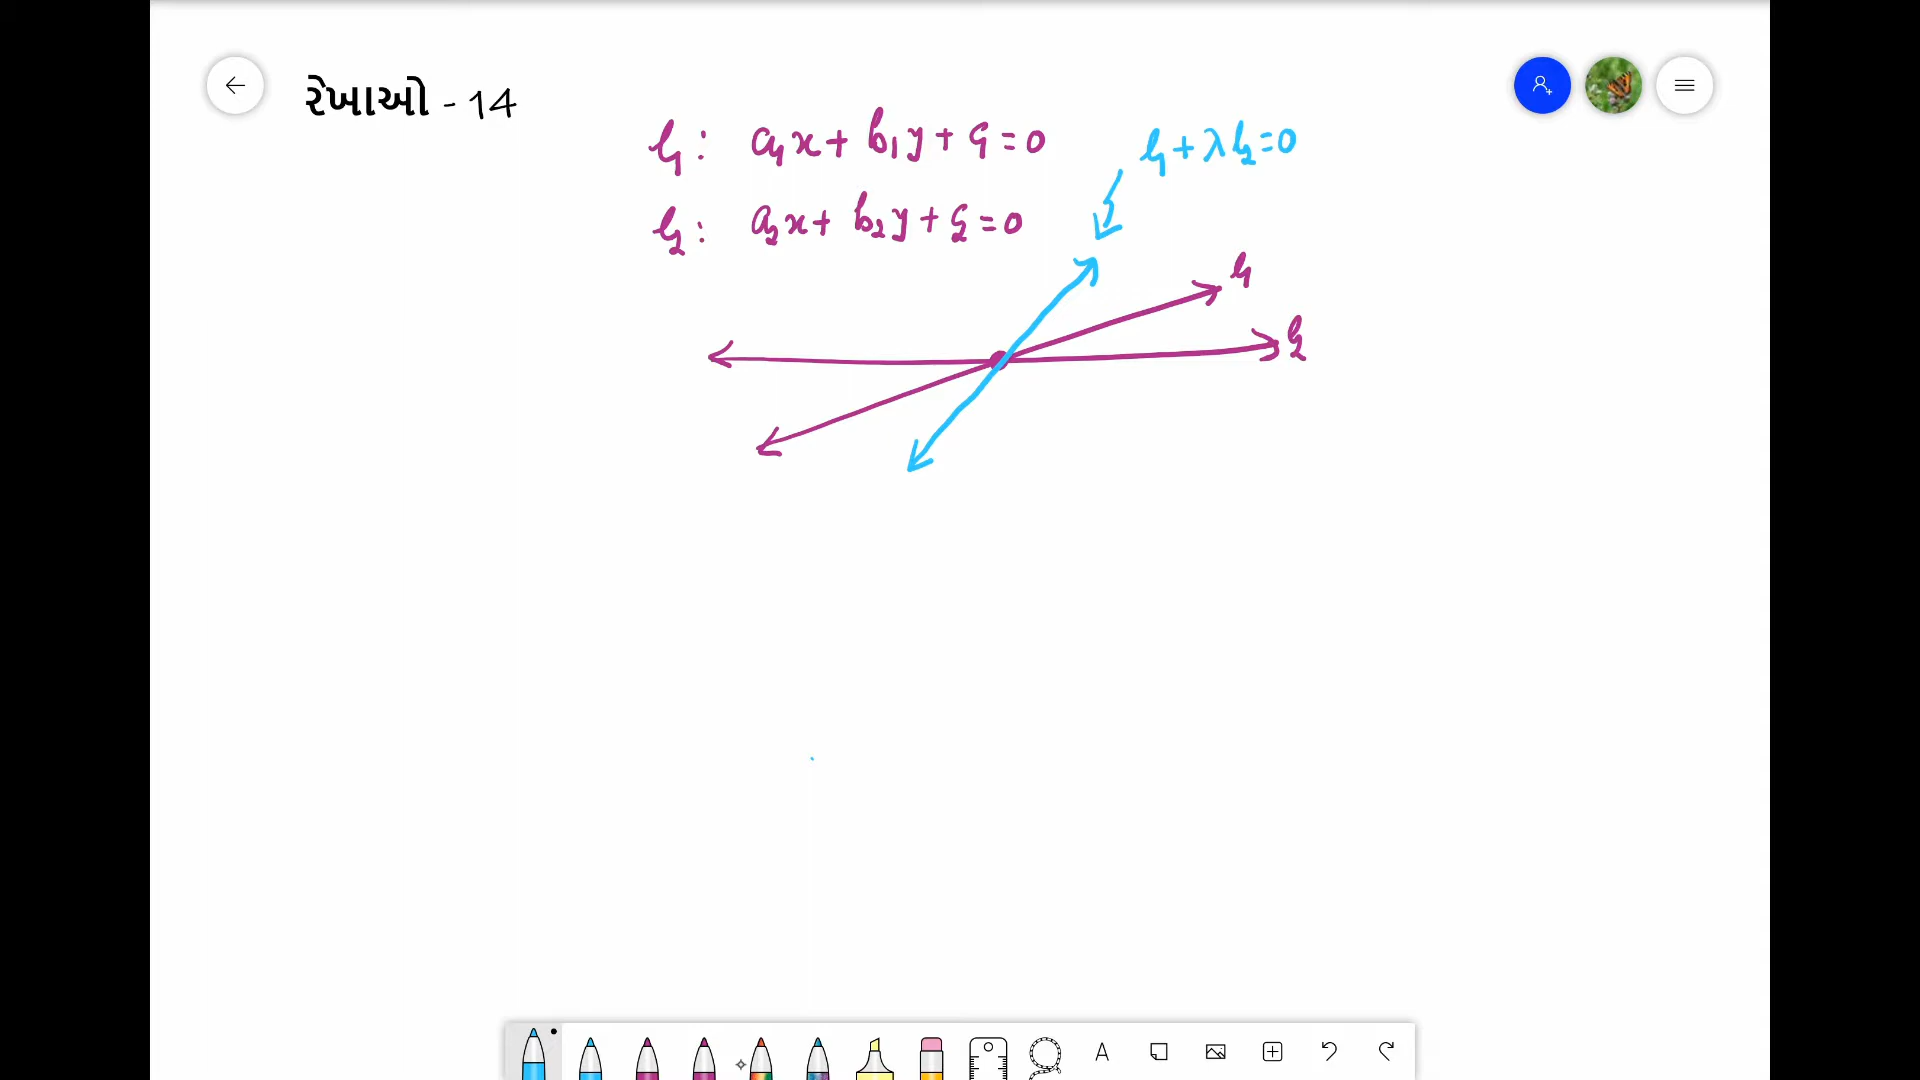 રેખાઓ - 14
l₁ : a₁x + b₁y + c₁ = 0
l₁ + λl₂ = 0
l₂ : a₂x + b₂y + c₂ = 0
l₁
l₂
A